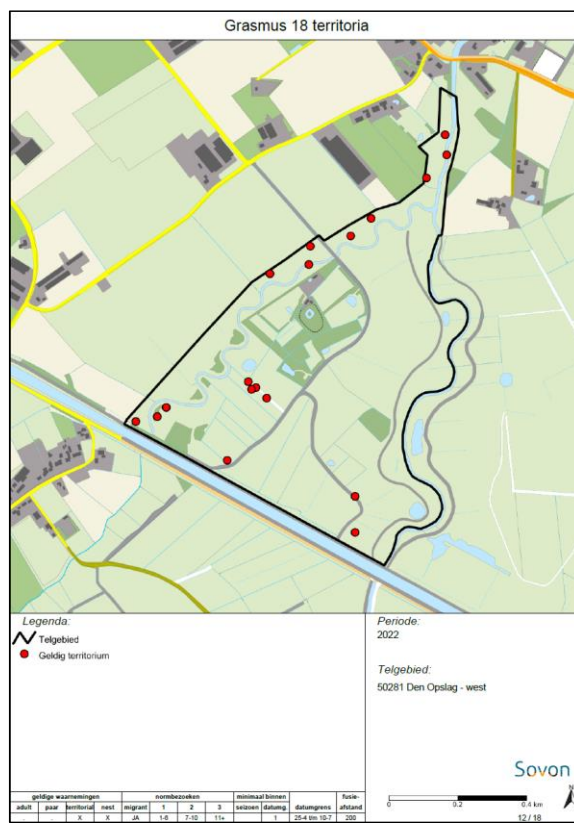 Grasmus 18 territoria
Legenda:
Telgebied
Geldig territorium
Periode:
2022
Telgebied:
50281 Den Opslag - west
Sovon
N
0 0.2 0.4 km
12 / 18
geldige waarnemingen normbezoeken minimaal binnen fusie-
adult paar territoriaal nest migrant 1 2 3 seizoen datumg. datumgrens afstand
. . X X JA 1-6 7-10 11+ 1 25-4 t/m 10-7 200